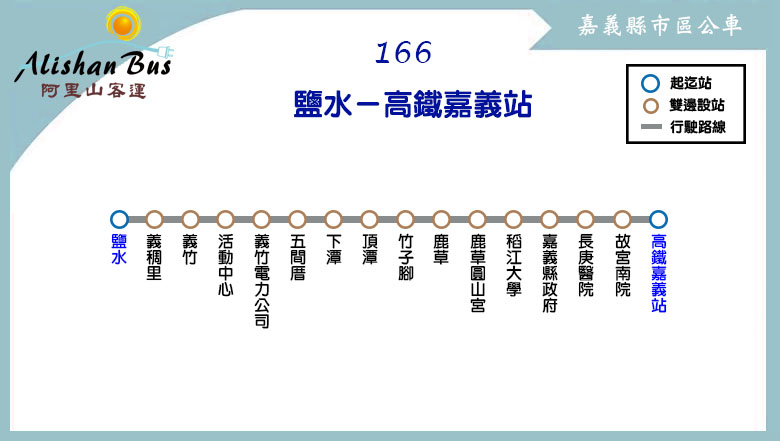 Alishan Bus
阿里山客運
嘉義縣市區公車
166
鹽水－高鐵嘉義站
起迄站
雙邊設站
行駛路線
鹽水
義稠里
義竹
活動中心
義竹電力公司
五間厝
下潭
頂潭
竹子腳
鹿草
鹿草圓山宮
稻江大學
嘉義縣政府
長庚醫院
故宮南院
高鐵嘉義站